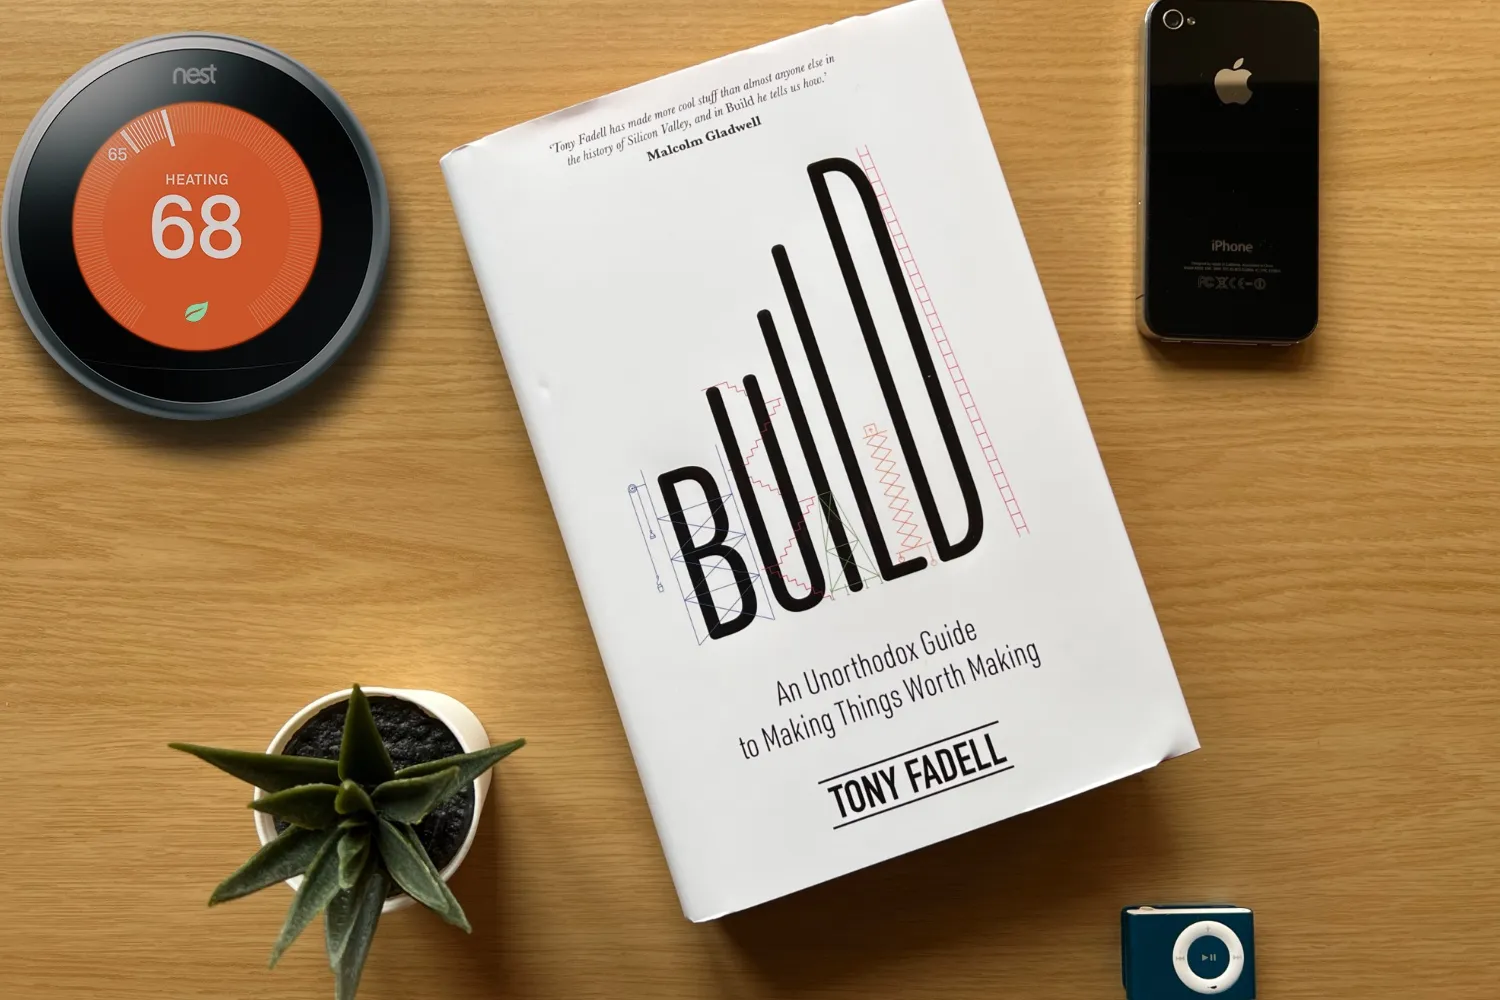 nest
65
HEATING
68
'Tony Fadell has made more cool stuff than almost anyone else in
the history of Silicon Valley, and in Build he tells us how.'
Malcolm Gladwell
BUILD
An Unorthodox Guide
to Making Things Worth Making
TONY FADELL
iPhone